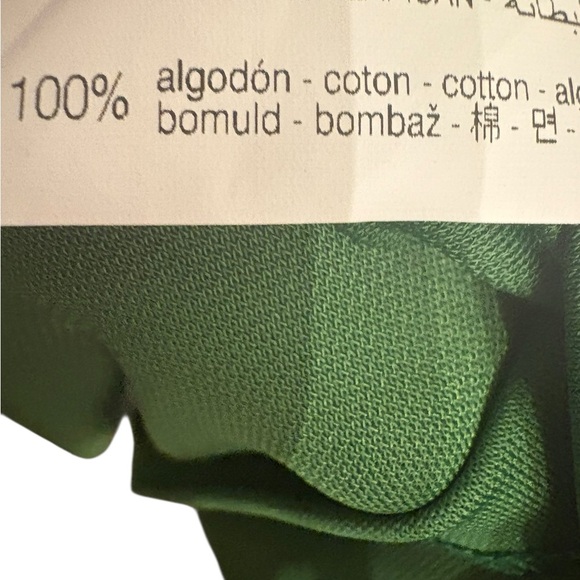 100% algodón - coton - cotton -
bomuld - bombaž - 棉 - 면 -